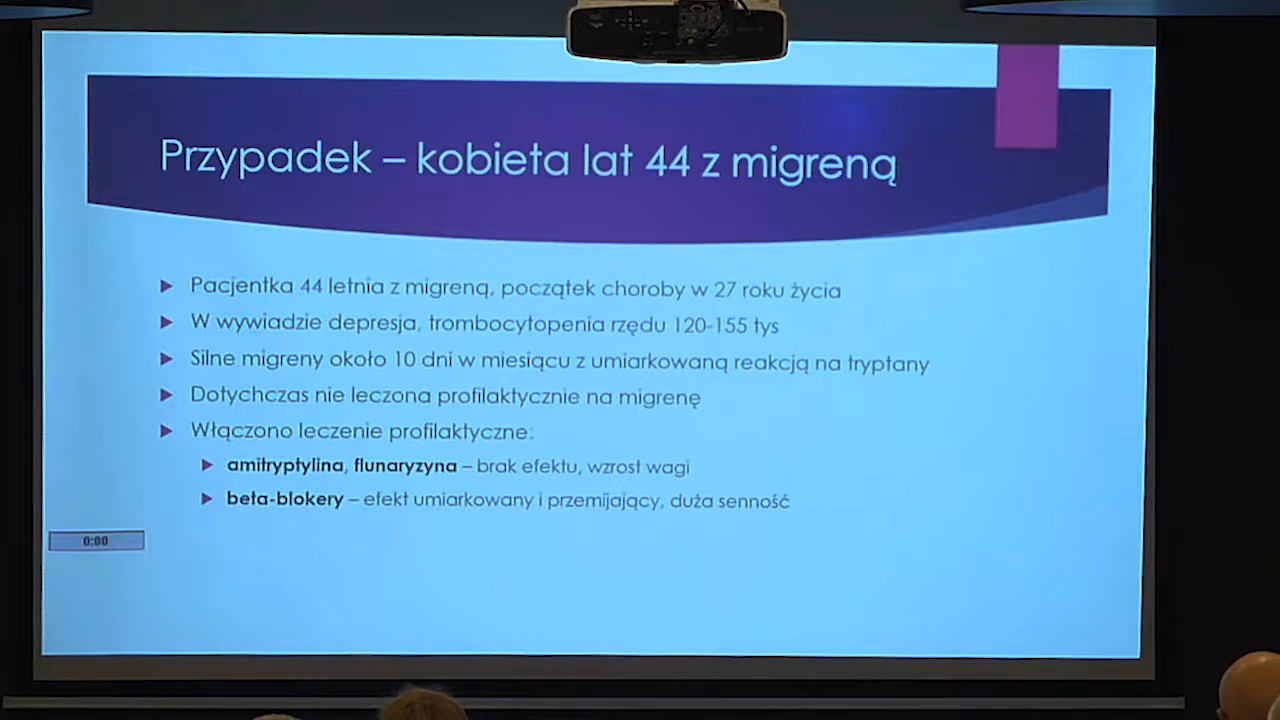 Przypadek – kobieta lat 44 z migreną
Pacjentka 44 letnia z migreną, początek choroby w 27 roku życia
W wywiadzie depresja, trombocytopenia rzędu 120-155 tys
Silne migreny około 10 dni w miesiącu z umiarkowaną reakcją na tryptany
Dotychczas nie leczona profilaktycznie na migrenę
Włączono leczenie profilaktyczne:
amitryptylina, flunaryzyna – brak efektu, wzrost wagi
beta-blokery – efekt umiarkowany i przemijający, duża senność
0:00